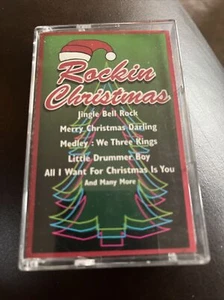 Rockin
Christmas
Jingle Bell Rock
Merry Christmas Darling
Medley : We Three Kings
Little Drummer Boy
All I Want For Christmas Is You
And Many More